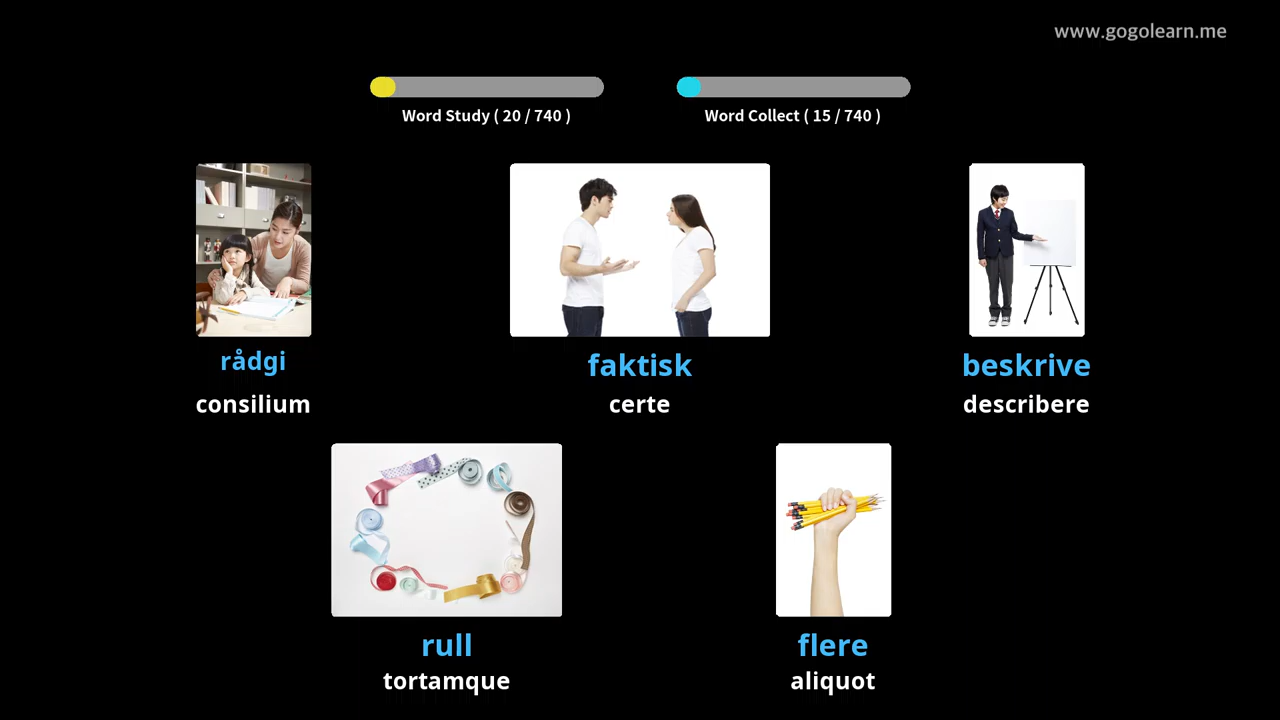 www.gogolearn.me
Word Study ( 20 / 740 )
Word Collect ( 15 / 740 )
rådgi
consilium
faktisk
certe
beskrive
describere
rull
tortamque
flere
aliquot